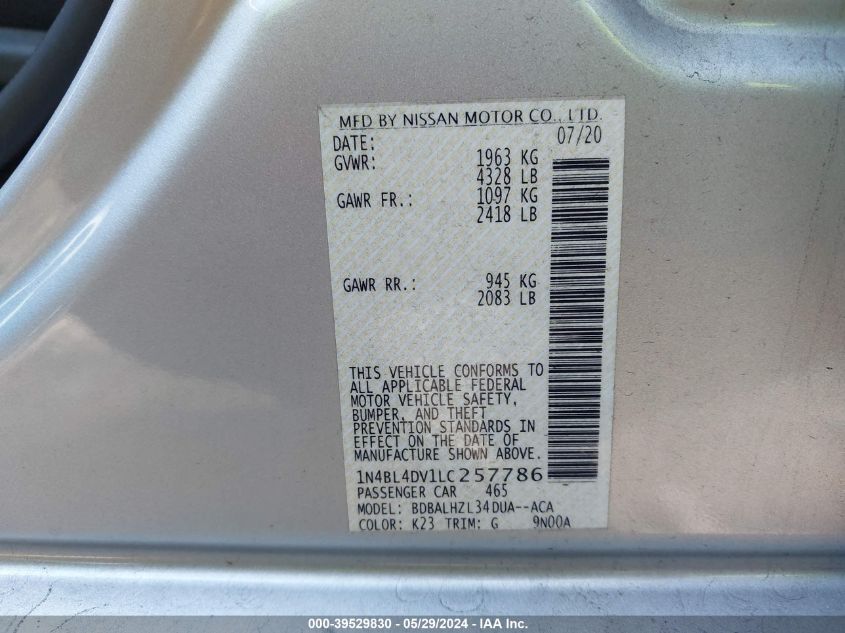 MFD BY NISSAN MOTOR CO., LTD.
DATE: 07/20
GVWR: 1963 KG
4328 LB
GAWR FR.: 1097 KG
2418 LB
GAWR RR.: 945 KG
2083 LB
THIS VEHICLE CONFORMS TO
ALL APPLICABLE FEDERAL
MOTOR VEHICLE SAFETY,
BUMPER, AND THEFT
PREVENTION STANDARDS IN
EFFECT ON THE DATE OF
MANUFACTURE SHOWN ABOVE.
1N4BL4DV1LC257786
PASSENGER CAR 465
MODEL: BDBALHZL34DUA--ACA
COLOR: K23 TRIM: G 9N00A
000-39529830 - 05/29/2024 - IAA Inc.